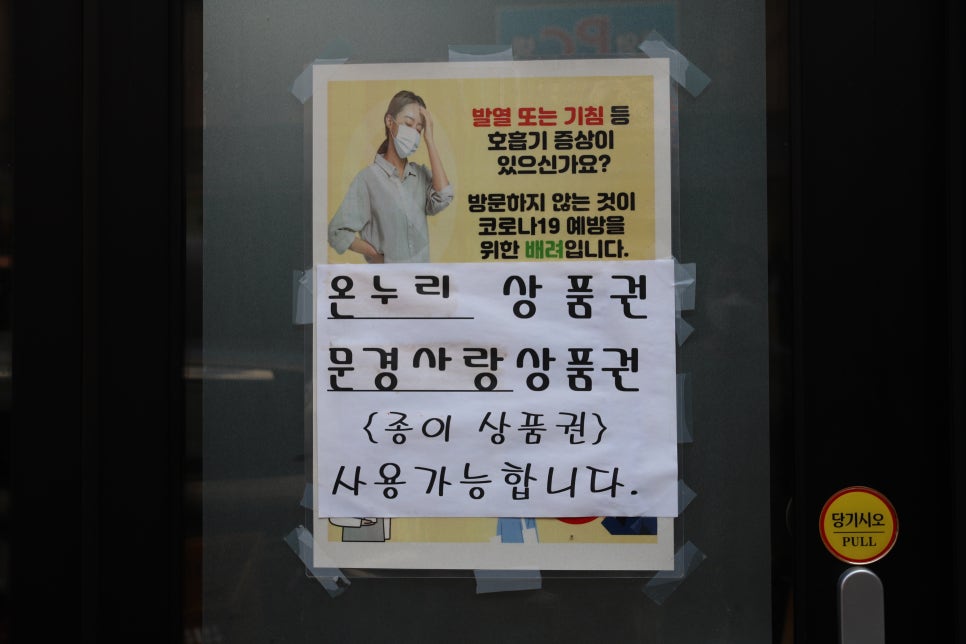 발열 또는 기침 등
호흡기 증상이
있으신가요?
방문하지 않는 것이
코로나19 예방을
위한 배려입니다.
온누리 상품권
문경사랑상품권
{종이 상품권}
사용가능합니다.
당기시오
PULL